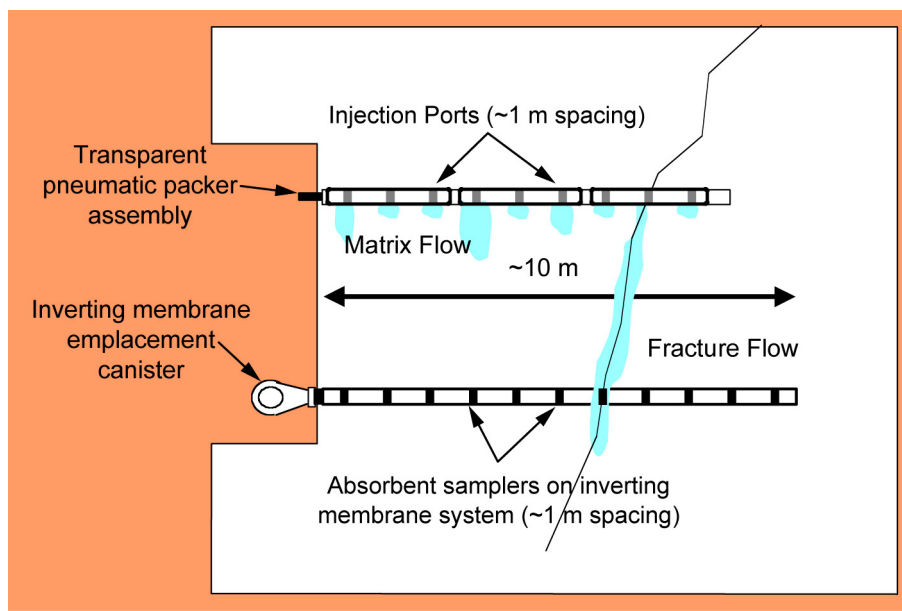 Injection Ports (~1 m spacing)
Transparent
pneumatic packer
assembly
Matrix Flow
~10 m
Inverting membrane
emplacement
canister
Fracture Flow
Absorbent samplers on inverting
membrane system (~1 m spacing)